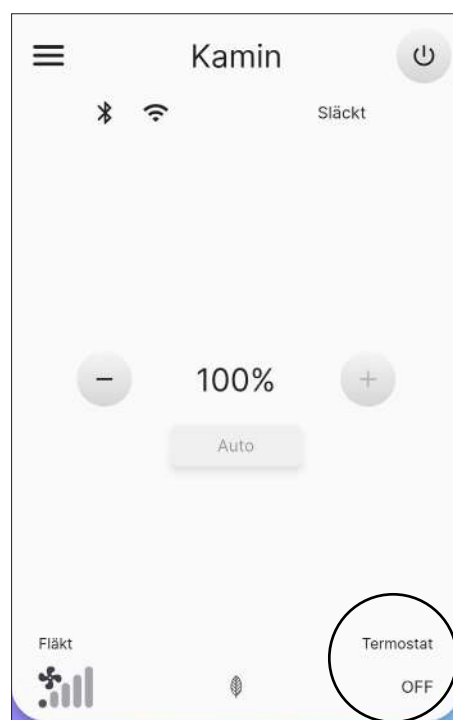 Kamin
Släckt
− 100% +
Auto
Fläkt
Termostat
OFF